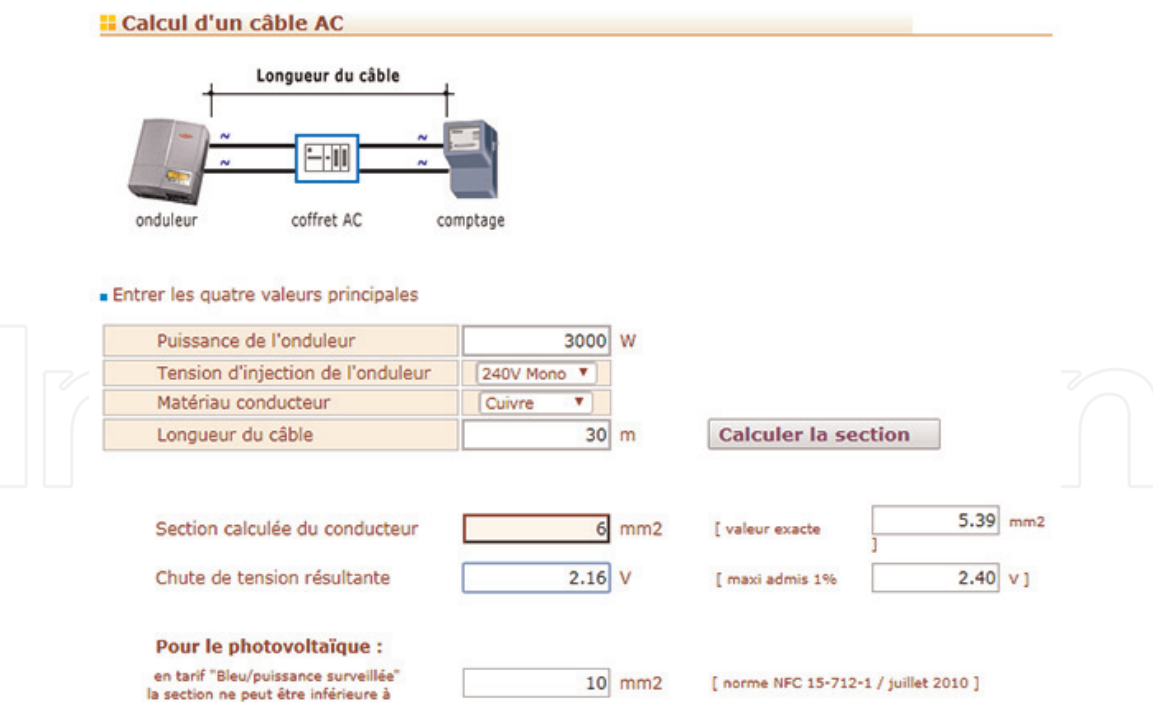 Calcul d'un câble AC
Longueur du câble
~ ~
~ ~
onduleur coffret AC comptage
Entrer les quatre valeurs principales
Puissance de l'onduleur 3000 W
Tension d'injection de l'onduleur 240V Mono
Matériau conducteur Cuivre
Longueur du câble 30 m Calculer la section
Section calculée du conducteur 6 mm2 [ valeur exacte 5.39 mm2
]
Chute de tension résultante 2.16 V [ maxi admis 1% 2.40 V ]
Pour le photovoltaïque :
en tarif "Bleu/puissance surveillée"
la section ne peut être inférieure à 10 mm2 [ norme NFC 15-712-1 / juillet 2010 ]